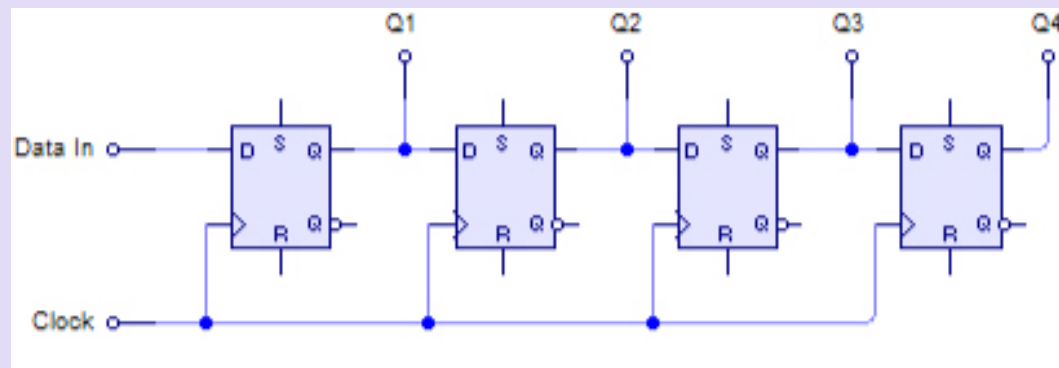 Q1 Q2 Q3 Q4
S S S S
Data In D Q D Q D Q D Q
R Q R Q R Q R Q
Clock